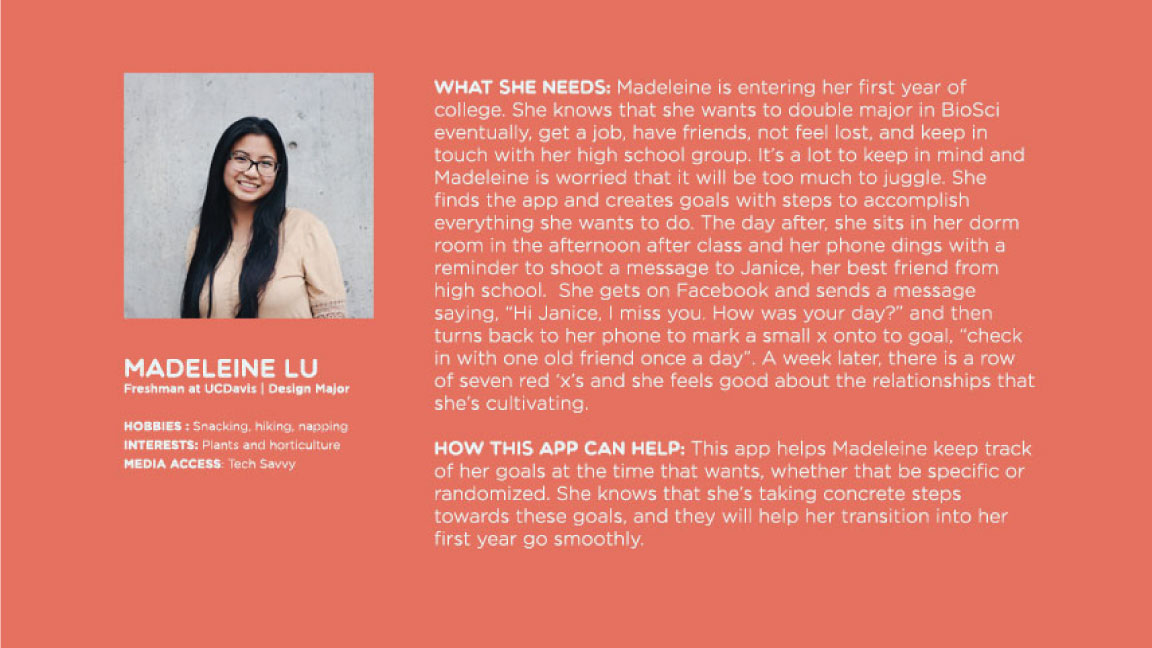 MADELEINE LU
Freshman at UCDavis | Design Major
HOBBIES : Snacking, hiking, napping
INTERESTS: Plants and horticulture
MEDIA ACCESS: Tech Savvy
WHAT SHE NEEDS: Madeleine is entering her first year of
college. She knows that she wants to double major in BioSci
eventually, get a job, have friends, not feel lost, and keep in
touch with her high school group. It’s a lot to keep in mind and
Madeleine is worried that it will be too much to juggle. She
finds the app and creates goals with steps to accomplish
everything she wants to do. The day after, she sits in her dorm
room in the afternoon after class and her phone dings with a
reminder to shoot a message to Janice, her best friend from
high school.  She gets on Facebook and sends a message
saying, “Hi Janice, I miss you. How was your day?” and then
turns back to her phone to mark a small x onto to goal, “check
in with one old friend once a day”. A week later, there is a row
of seven red ‘x’s and she feels good about the relationships that
she’s cultivating.
HOW THIS APP CAN HELP: This app helps Madeleine keep track
of her goals at the time that wants, whether that be specific or
randomized. She knows that she’s taking concrete steps
towards these goals, and they will help her transition into her
first year go smoothly.